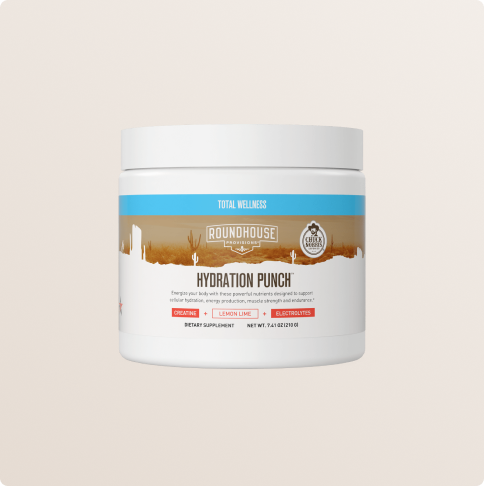 TOTAL WELLNESS
ROUNDHOUSE
PROVISIONS
CHUCK
NORRIS
HYDRATION PUNCH™
Energize your body with these powerful nutrients designed to support
cellular hydration, energy production, muscle strength and endurance.*
CREATINE + LEMON LIME + ELECTROLYTES
DIETARY SUPPLEMENT NET WT. 7.41 OZ (210 G)